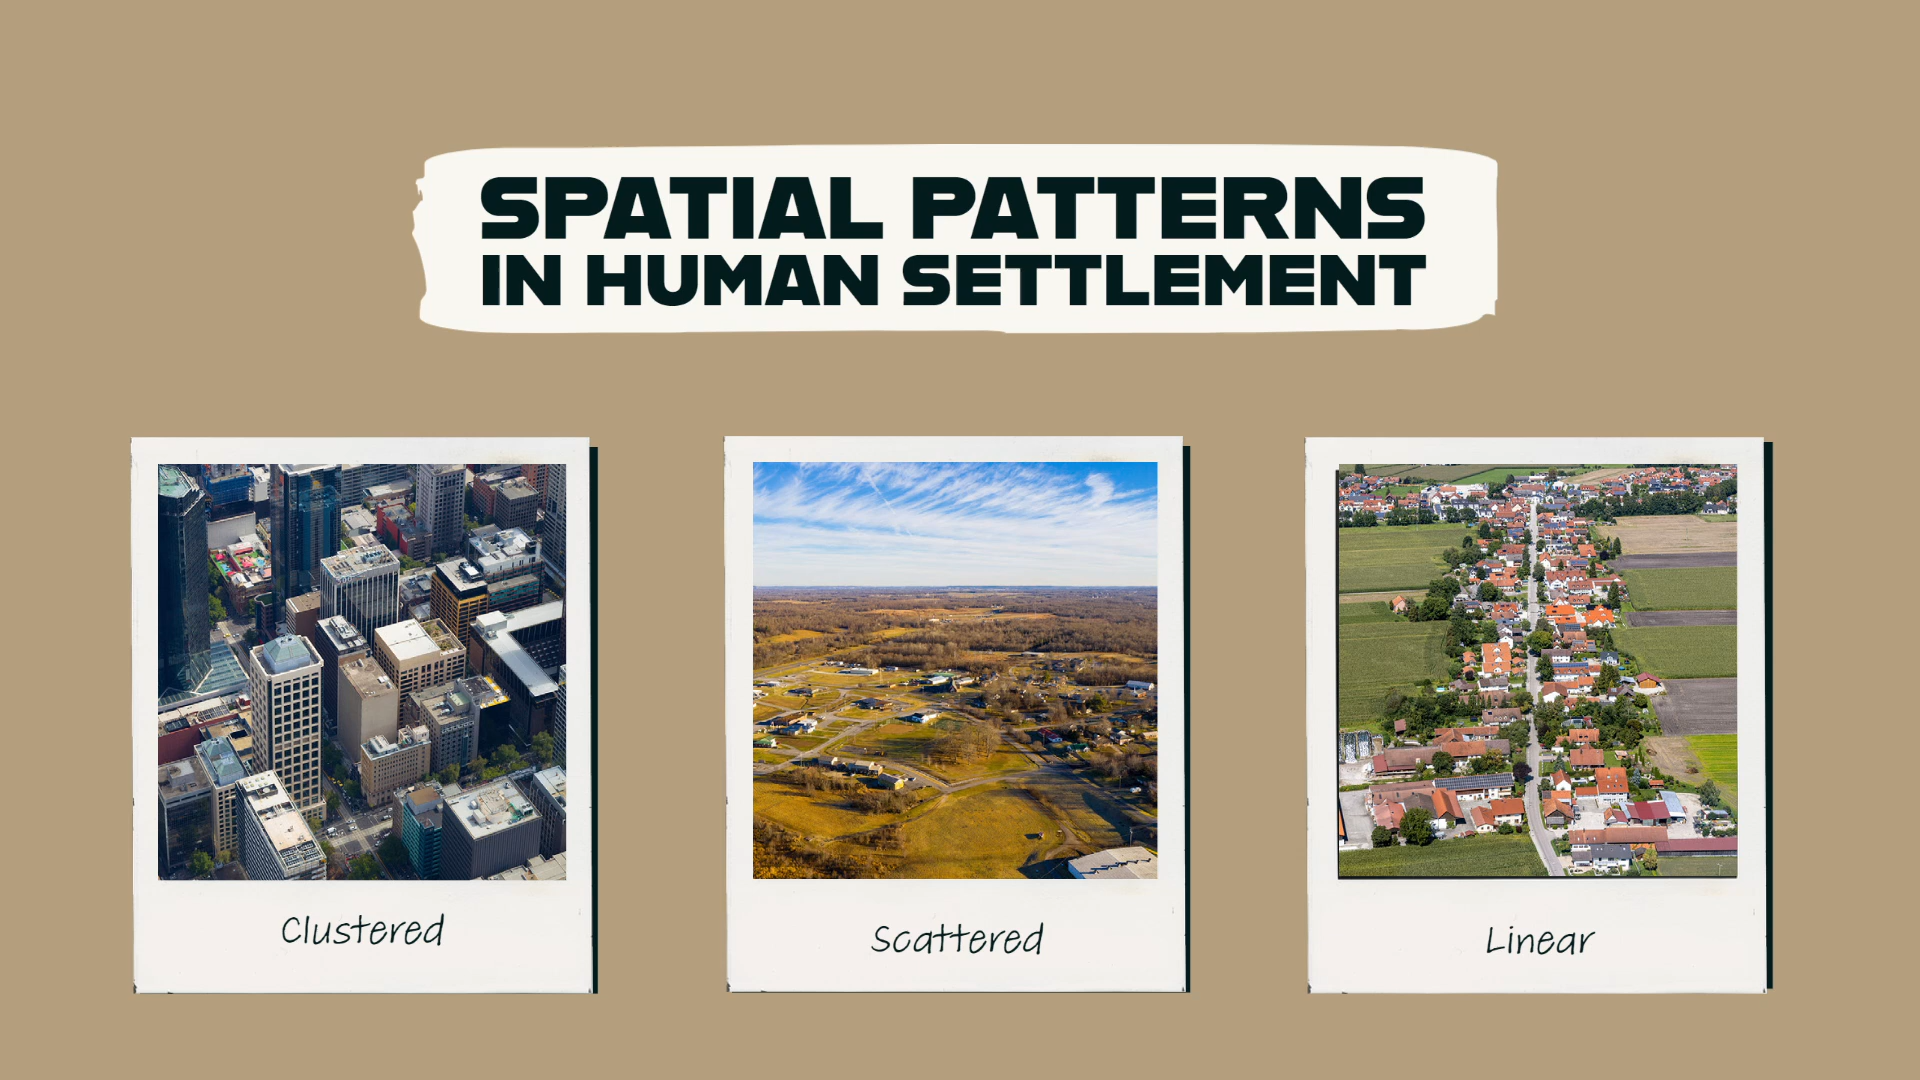 SPATIAL PATTERNS
IN HUMAN SETTLEMENT
Clustered
Scattered
Linear